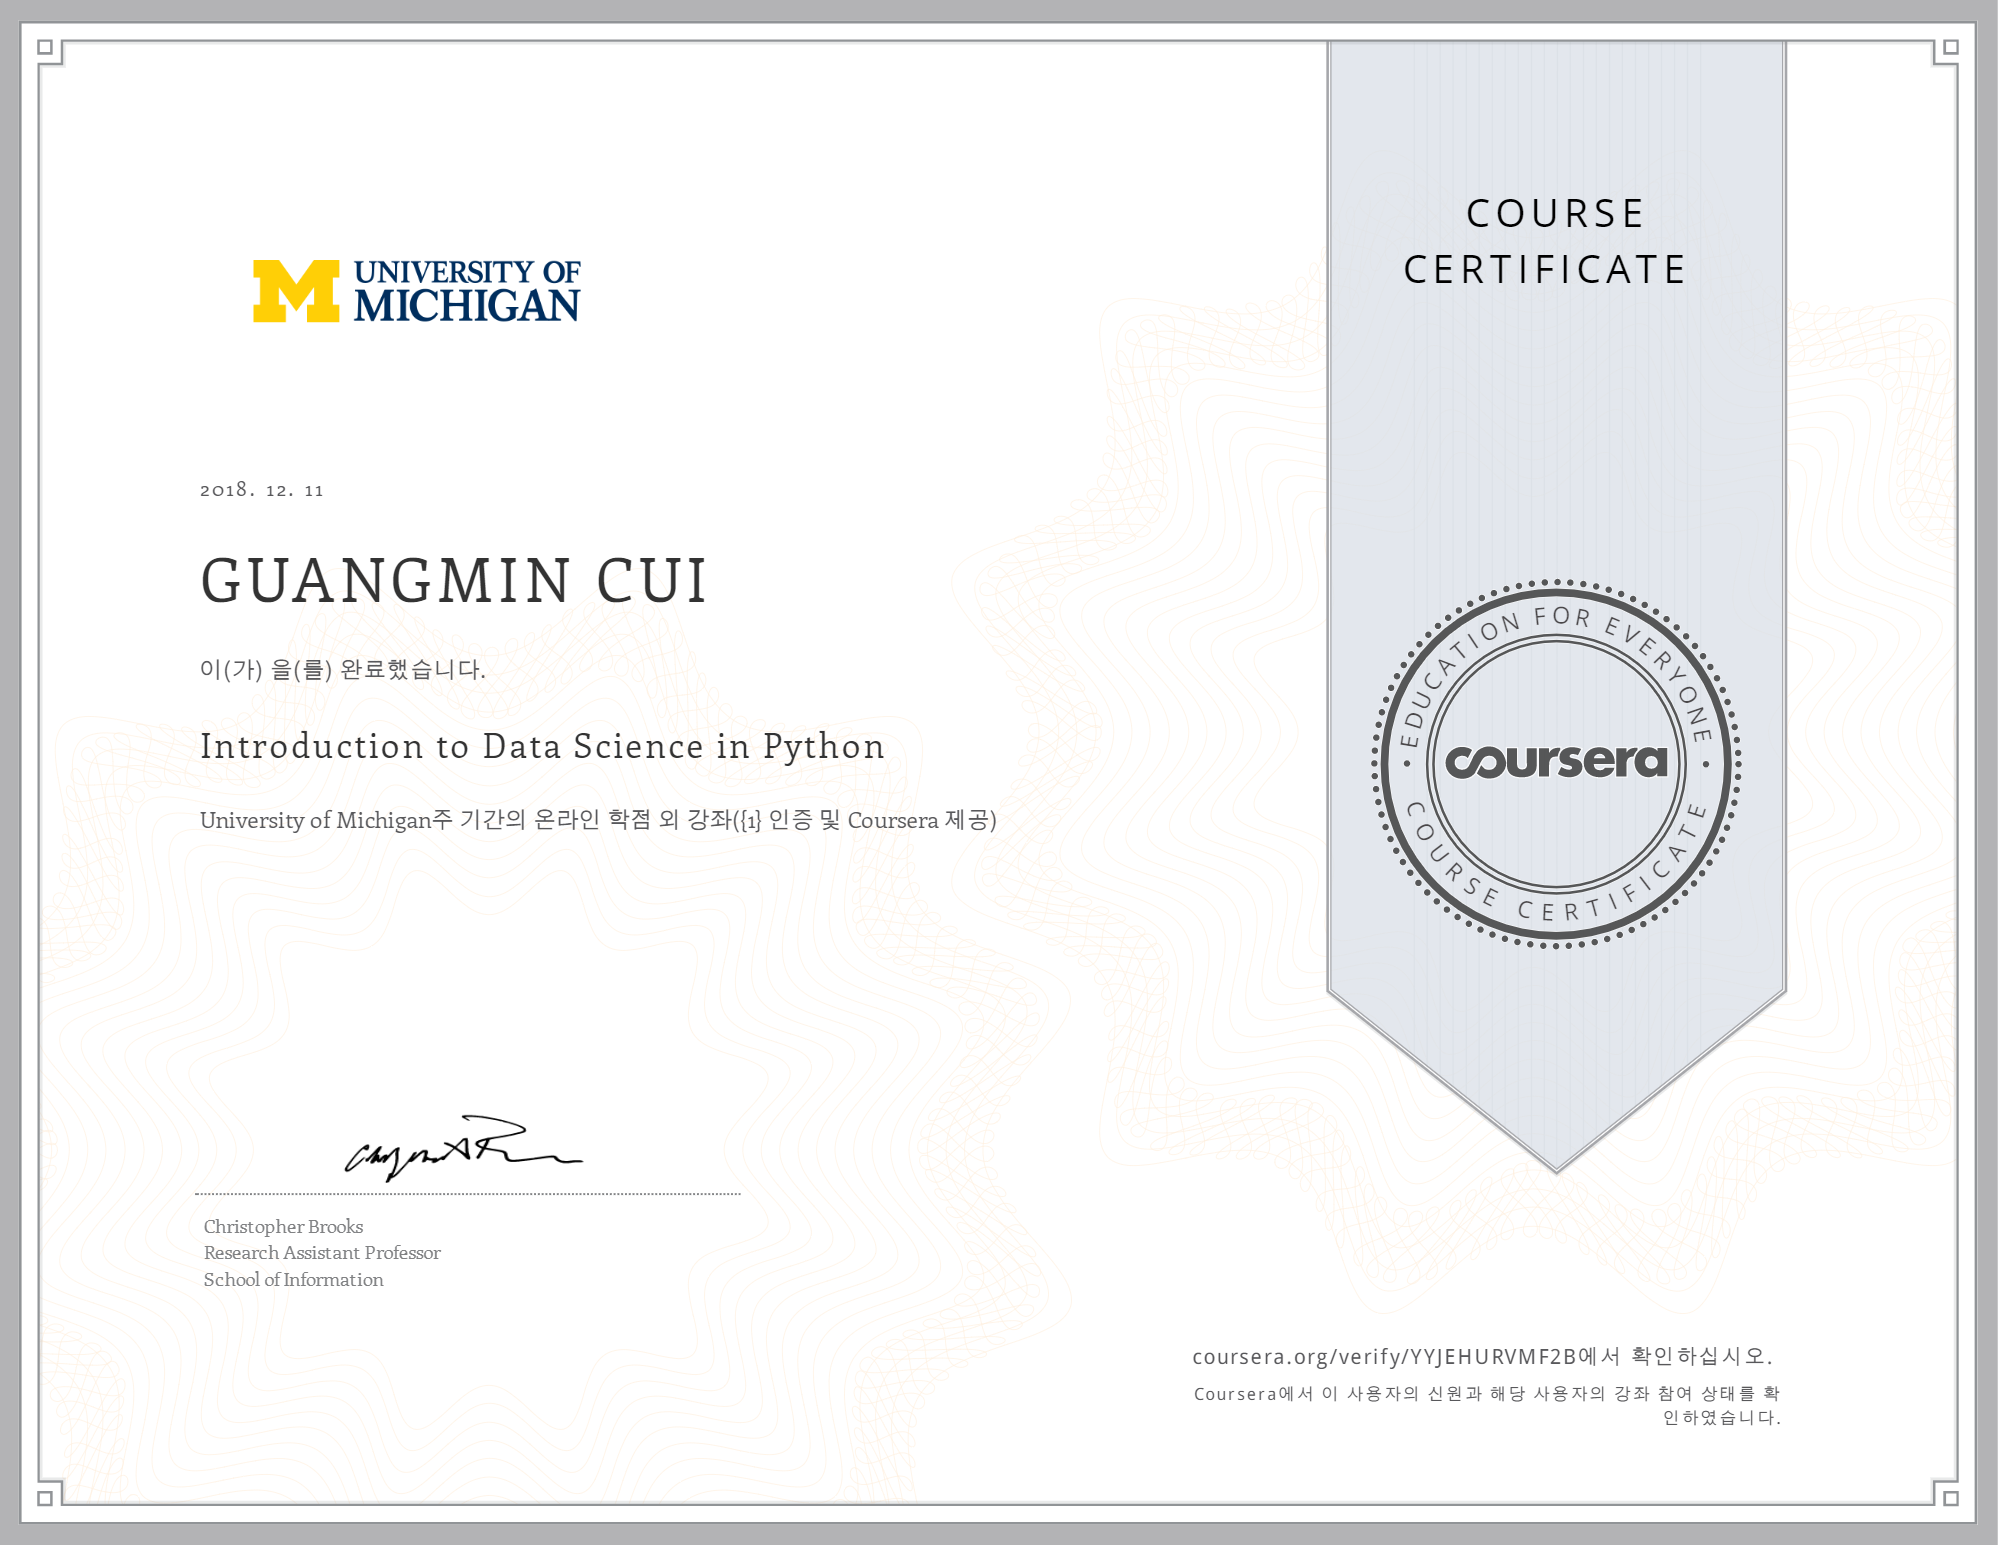 COURSE
CERTIFICATE
UNIVERSITY OF
MICHIGAN
2018. 12. 11
GUANGMIN CUI
이(가) 을(를) 완료했습니다.
Introduction to Data Science in Python
University of Michigan주 기간의 온라인 학점 외 강좌({1} 인증 및 Coursera 제공)
EDUCATION FOR EVERYONE
coursera
COURSE CERTIFICATE
Christopher Brooks
Research Assistant Professor
School of Information
coursera.org/verify/YYJEHURVMF2B에서 확인하십시오.
Coursera에서 이 사용자의 신원과 해당 사용자의 강좌 참여 상태를 확
인하였습니다.